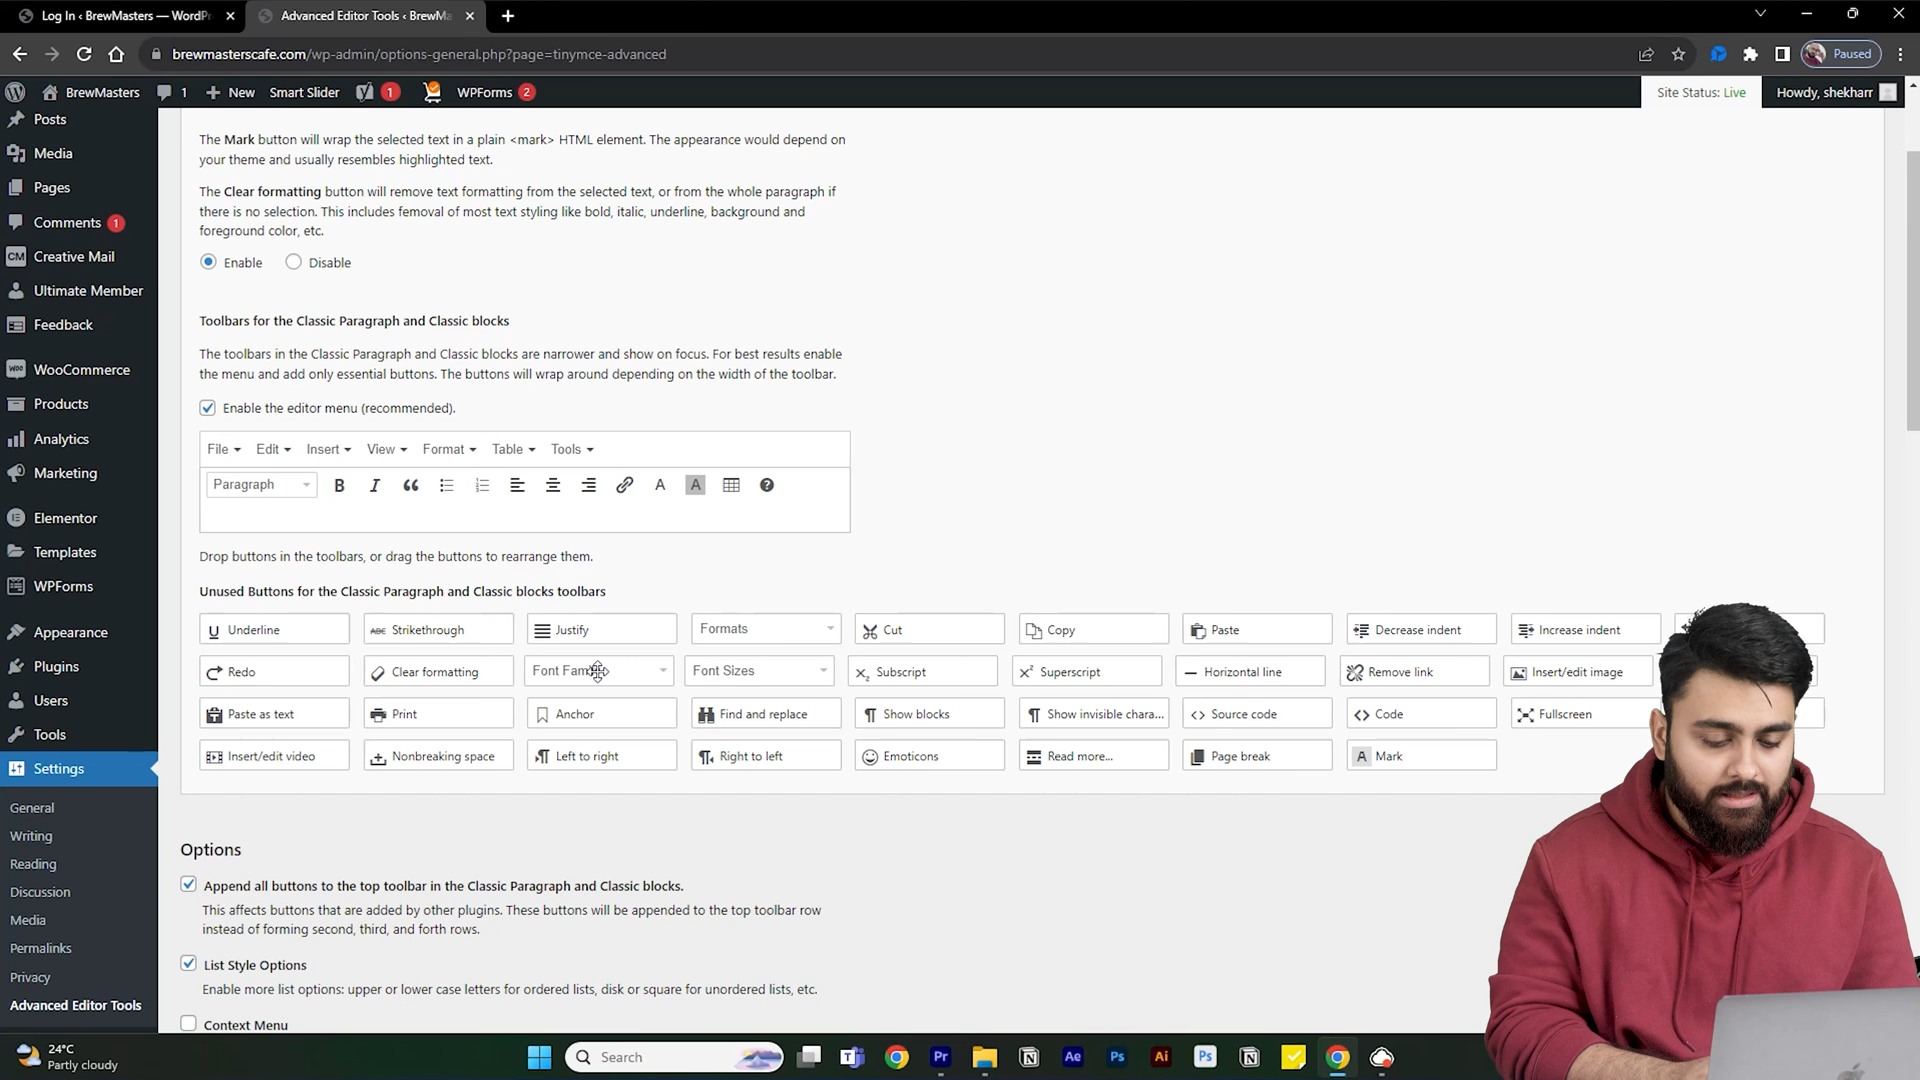 Log In ‹ BrewMasters — WordPr
Advanced Editor Tools ‹ BrewMa
brewmasterscafe.com/wp-admin/options-general.php?page=tinymce-advanced
Paused
BrewMasters
1
New
Smart Slider
1
WPForms
2
Site Status: Live
Howdy, shekharr
Posts
Media
Pages
Comments 1
CM Creative Mail
Ultimate Member
Feedback
Woo WooCommerce
Products
Analytics
Marketing
Elementor
Templates
WPForms
Appearance
Plugins
Users
Tools
Settings
General
Writing
Reading
Discussion
Media
Permalinks
Privacy
Advanced Editor Tools
The Mark button will wrap the selected text in a plain <mark> HTML element. The appearance would depend on
your theme and usually resembles highlighted text.
The Clear formatting button will remove text formatting from the selected text, or from the whole paragraph if
there is no selection. This includes femoval of most text styling like bold, italic, underline, background and
foreground color, etc.
Enable Disable
Toolbars for the Classic Paragraph and Classic blocks
The toolbars in the Classic Paragraph and Classic blocks are narrower and show on focus. For best results enable
the menu and add only essential buttons. The buttons will wrap around depending on the width of the toolbar.
Enable the editor menu (recommended).
File Edit Insert View Format Table Tools
Paragraph B I A A
Drop buttons in the toolbars, or drag the buttons to rearrange them.
Unused Buttons for the Classic Paragraph and Classic blocks toolbars
U Underline ABC Strikethrough Justify Formats Cut Copy Paste Decrease indent Increase indent
Redo Clear formatting Font Fam Font Sizes Subscript Superscript Horizontal line Remove link Insert/edit image
Paste as text Print Anchor Find and replace Show blocks Show invisible chara... Source code Code Fullscreen
Insert/edit video Nonbreaking space Left to right Right to left Emoticons Read more... Page break A Mark
Options
Append all buttons to the top toolbar in the Classic Paragraph and Classic blocks.
This affects buttons that are added by other plugins. These buttons will be appended to the top toolbar row
instead of forming second, third, and forth rows.
List Style Options
Enable more list options: upper or lower case letters for ordered lists, disk or square for unordered lists, etc.
Context Menu
24°C
Partly cloudy
Search
Pr
Ae
Ps
Ai
Ps